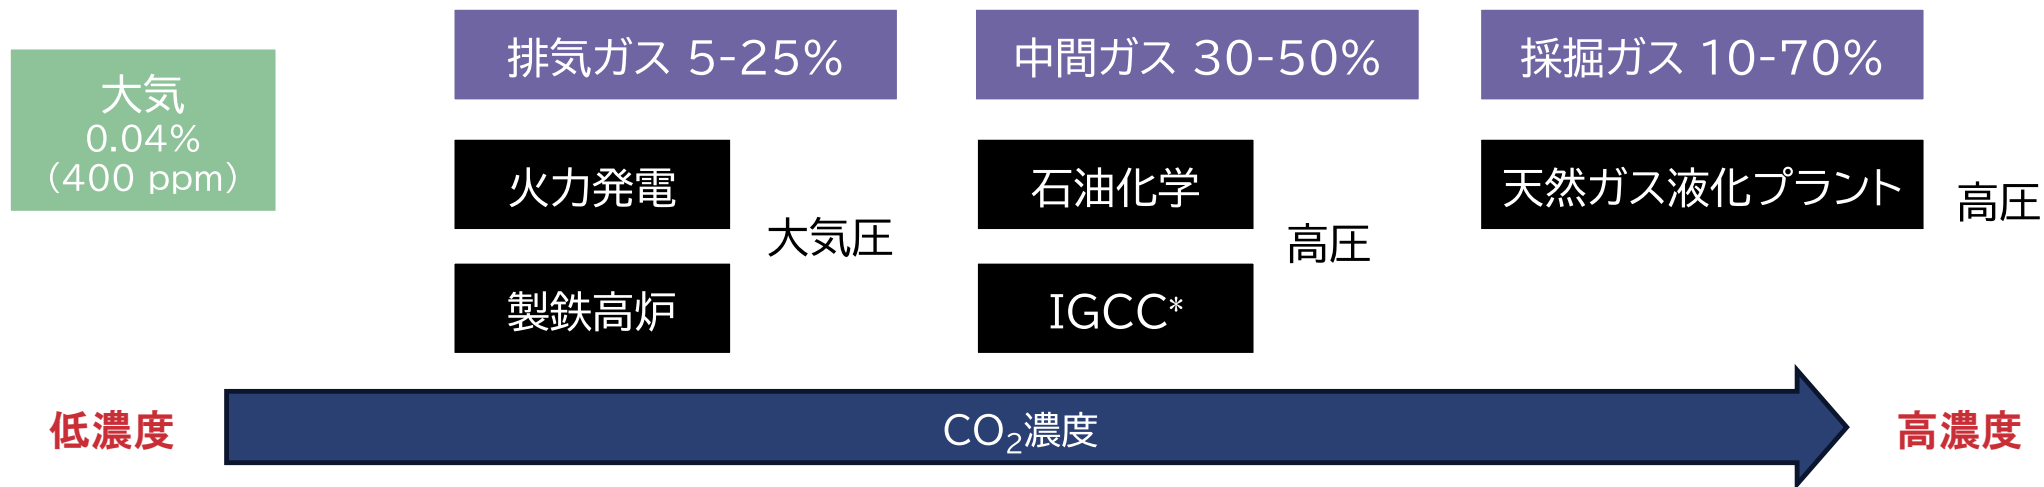 大気
0.04%
（400 ppm）
排気ガス 5-25%
火力発電
製鉄高炉
大気圧
中間ガス 30-50%
石油化学
IGCC*
高圧
採掘ガス 10-70%
天然ガス液化プラント
高圧
低濃度
CO₂濃度
高濃度